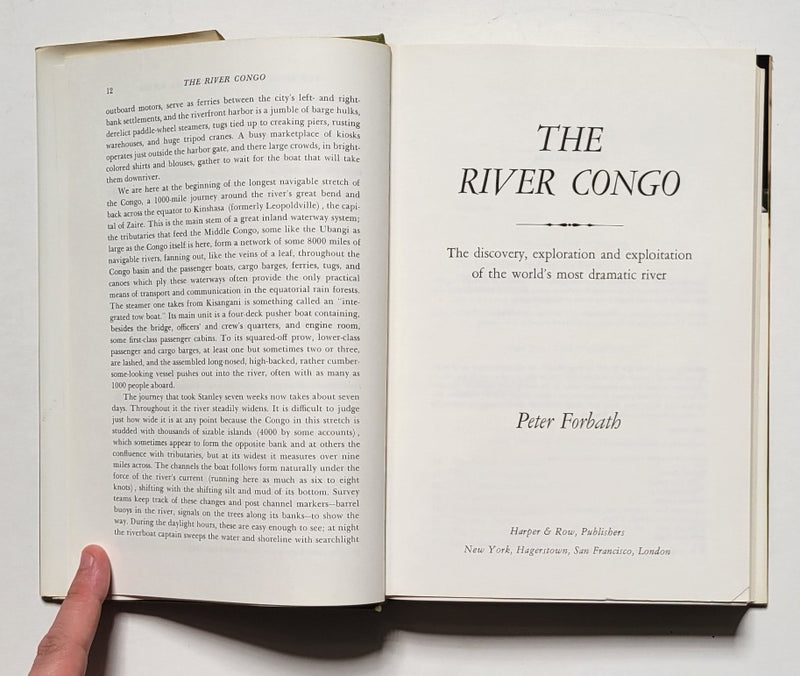 12
THE RIVER CONGO
outboard motors, serve as ferries between the city's left- and right-
bank settlements, and the riverfront harbor is a jumble of barge hulks,
derelict paddle-wheel steamers, tugs tied up to creaking piers, rusting
warehouses, and huge tripod cranes. A busy marketplace of kiosks
operates just outside the harbor gate, and there large crowds, in bright-
colored shirts and blouses, gather to wait for the boat that will take
them downriver.
We are here at the beginning of the longest navigable stretch of
the Congo, a 1000-mile journey around the river's great bend and
back across the equator to Kinshasa (formerly Leopoldville), the capi-
tal of Zaire. This is the main stem of a great inland waterway system;
the tributaries that feed the Middle Congo, some like the Ubangi as
large as the Congo itself is here, form a network of some 8000 miles of
navigable rivers, fanning out, like the veins of a leaf, throughout the
Congo basin and the passenger boats, cargo barges, ferries, tugs, and
canoes which ply these waterways often provide the only practical
means of transport and communication in the equatorial rain forests.
The steamer one takes from Kisangani is something called an "inte-
grated tow boat." Its main unit is a four-deck pusher boat containing,
besides the bridge, officers' and crew's quarters, and engine room,
some first-class passenger cabins. To its squared-off prow, lower-class
passenger and cargo barges, at least one but sometimes two or three,
are lashed, and the assembled long-nosed, high-backed, rather cumber-
some-looking vessel pushes out into the river, often with as many as
1000 people aboard.
The journey that took Stanley seven weeks now takes about seven
days. Throughout it the river steadily widens. It is difficult to judge
just how wide it is at any point because the Congo in this stretch is
studded with thousands of sizable islands (4000 by some accounts),
which sometimes appear to form the opposite bank and at others the
confluence with tributaries, but at its widest it measures over nine
miles across. The channels the boat follows form naturally under the
force of the river's current (running here as much as six to eight
knots), shifting with the shifting silt and mud of its bottom. Survey
teams keep track of these changes and post channel markers—barrel
buoys in the river, signals on the trees along its banks—to show the
way. During the daylight hours, these are easy enough to see; at night
the riverboat captain sweeps the water and shoreline with searchlight
THE
RIVER CONGO
The discovery, exploration and exploitation
of the world's most dramatic river
Peter Forbath
Harper & Row, Publishers
New York, Hagerstown, San Francisco, London